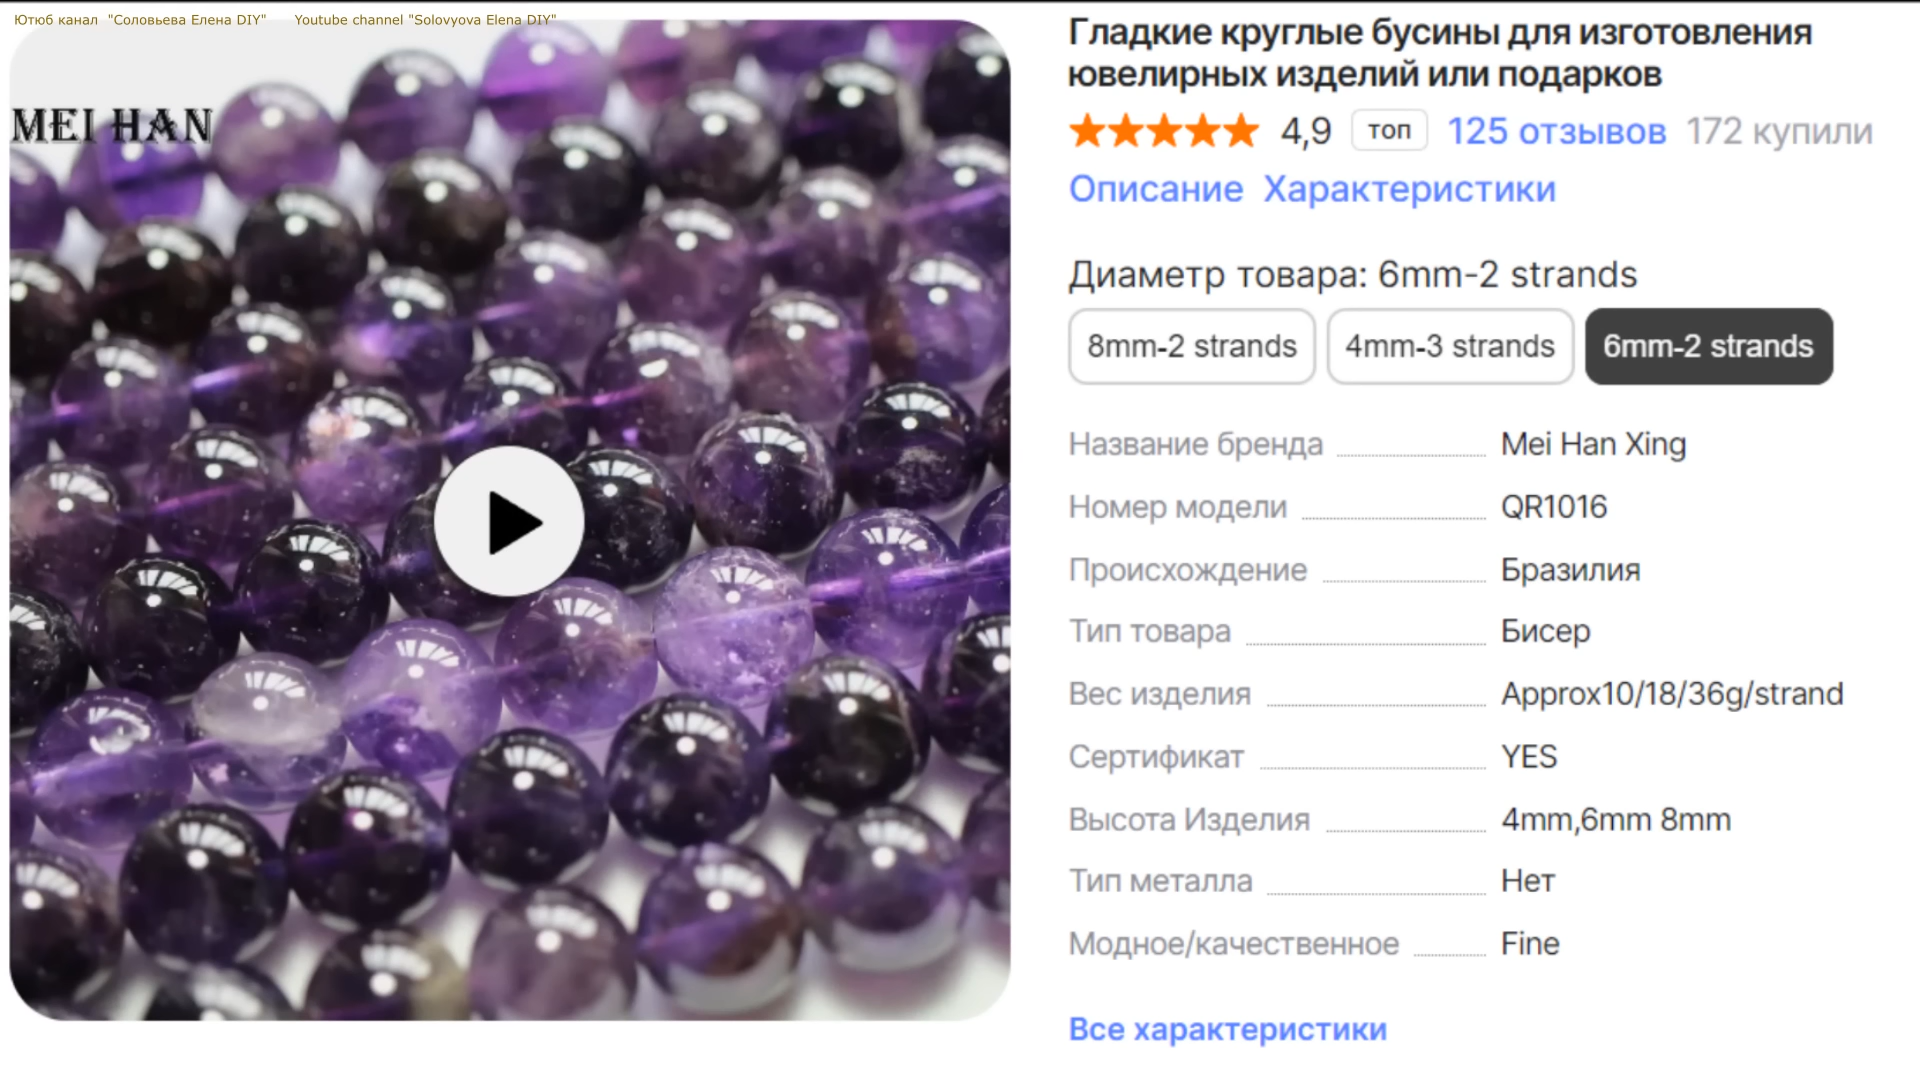 Ютюб канал "Соловьева Елена DIY" Youtube channel "Solovyova Elena DIY"
MEI HAN
Гладкие круглые бусины для изготовления
ювелирных изделий или подарков
4,9 топ 125 отзывов 172 купили
Описание Характеристики
Диаметр товара: 6mm-2 strands
8mm-2 strands 4mm-3 strands 6mm-2 strands
Название бренда Mei Han Xing
Номер модели QR1016
Происхождение Бразилия
Тип товара Бисер
Вес изделия Approx10/18/36g/strand
Сертификат YES
Высота Изделия 4mm,6mm 8mm
Тип металла Нет
Модное/качественное Fine
Все характеристики